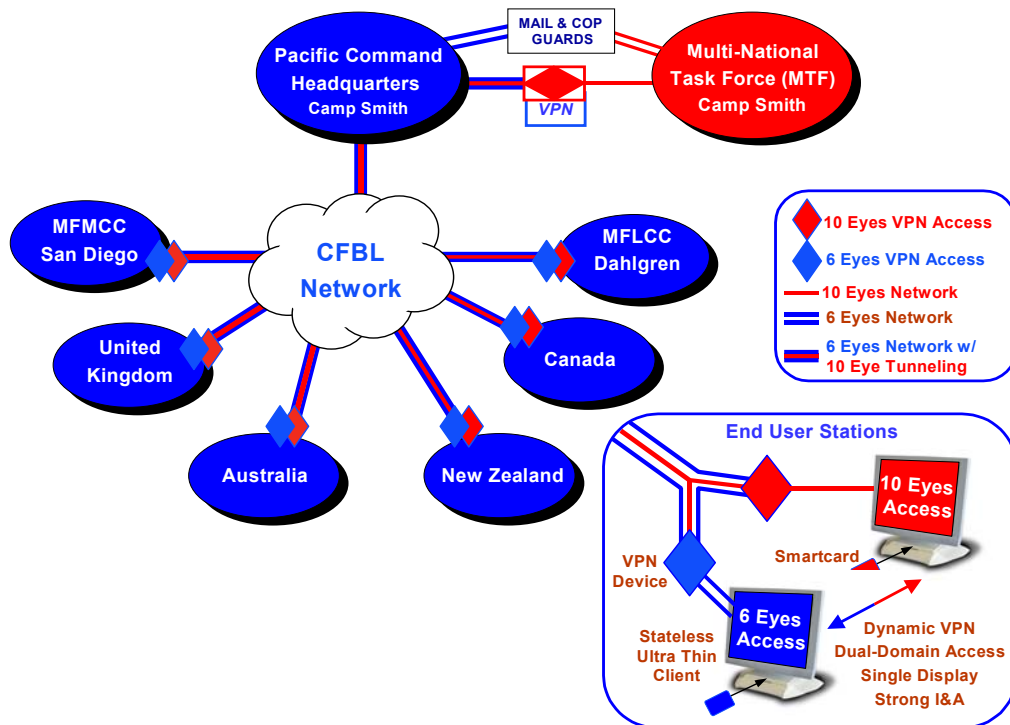 MAIL & COP
GUARDS
Pacific Command
Headquarters
Camp Smith
Multi-National
Task Force (MTF)
Camp Smith
VPN
MFMCC
San Diego
CFBL
Network
MFLCC
Dahlgren
United
Kingdom
Canada
Australia
New Zealand
10 Eyes VPN Access
6 Eyes VPN Access
10 Eyes Network
6 Eyes Network
6 Eyes Network w/
10 Eye Tunneling
End User Stations
10 Eyes
Access
Smartcard
VPN
Device
6 Eyes
Access
Stateless
Ultra Thin
Client
Dynamic VPN
Dual-Domain Access
Single Display
Strong I&A